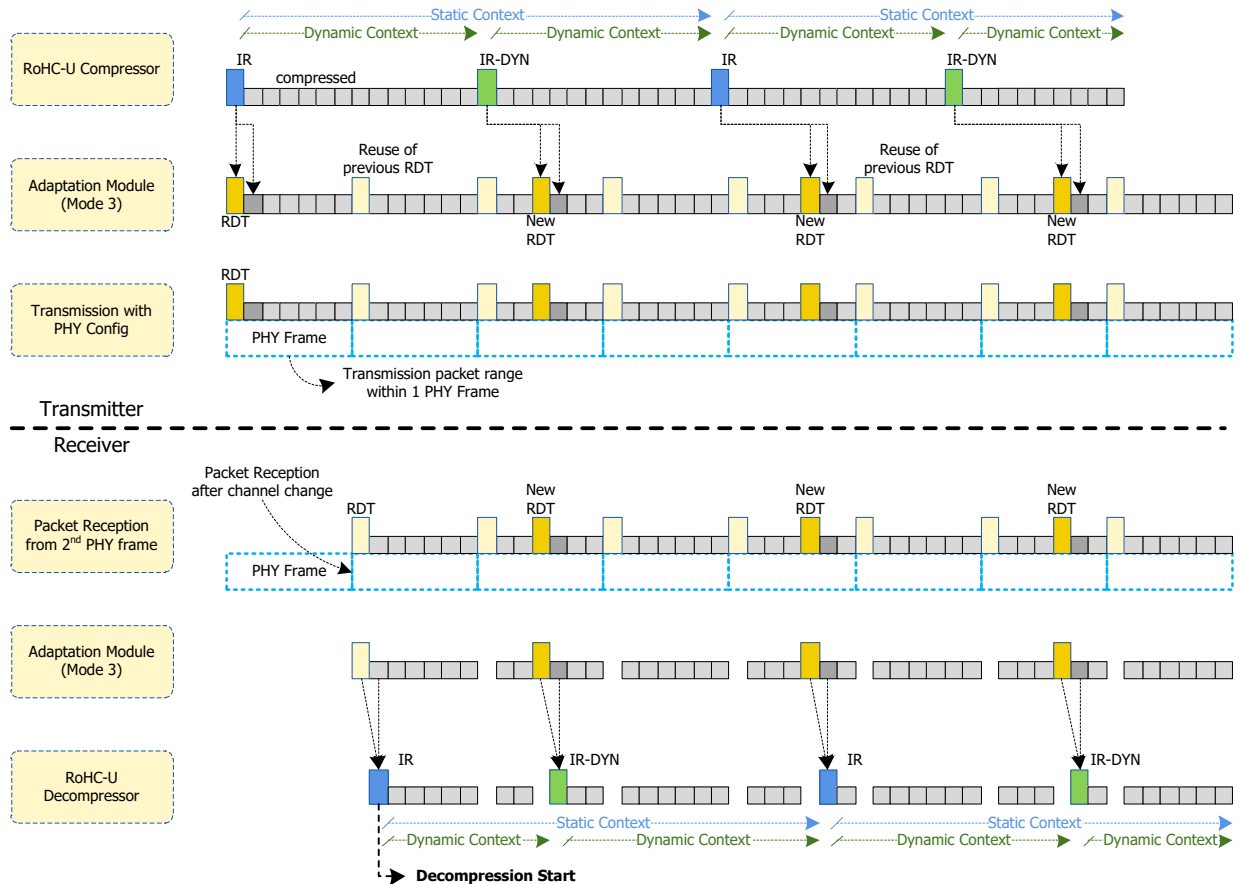 Static Context
Static Context
Dynamic Context
Dynamic Context
Dynamic Context
Dynamic Context
RoHC-U Compressor
IR
compressed
IR-DYN
IR
IR-DYN
Adaptation Module
(Mode 3)
Reuse of
previous RDT
Reuse of
previous RDT
RDT
New
RDT
New
RDT
New
RDT
Transmission with
PHY Config
RDT
PHY Frame
Transmission packet range
within 1 PHY Frame
Transmitter
Receiver
Packet Reception
after channel change
Packet Reception
from 2nd PHY frame
RDT
New
RDT
New
RDT
New
RDT
PHY Frame
Adaptation Module
(Mode 3)
RoHC-U
Decompressor
IR
IR-DYN
IR
IR-DYN
Static Context
Static Context
Dynamic Context
Dynamic Context
Dynamic Context
Dynamic Context
Decompression Start